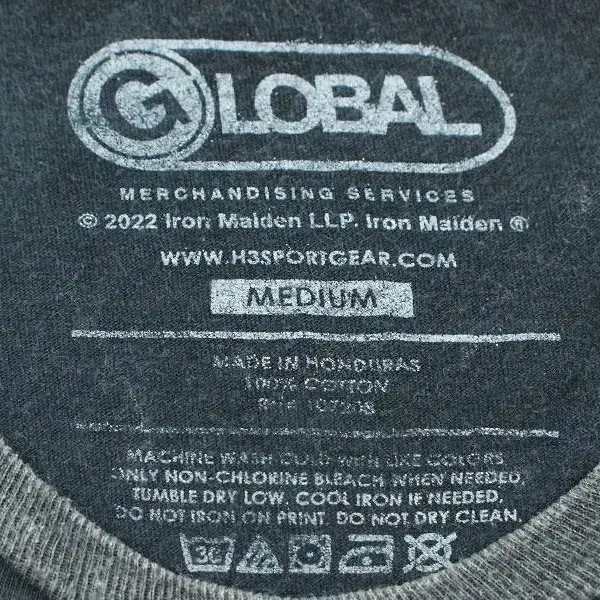 GLOBAL
MERCHANDISING SERVICES
© 2022 Iron Maiden LLP. Iron Maiden ®
WWW.H3SPORTGEAR.COM
MEDIUM
MADE IN HONDURAS
100% COTTON
MACHINE WASH COLD WITH LIKE COLORS
ONLY NON-CHLORINE BLEACH WHEN NEEDED.
TUMBLE DRY LOW. COOL IRON IF NEEDED.
DO NOT IRON ON PRINT. DO NOT DRY CLEAN.
30